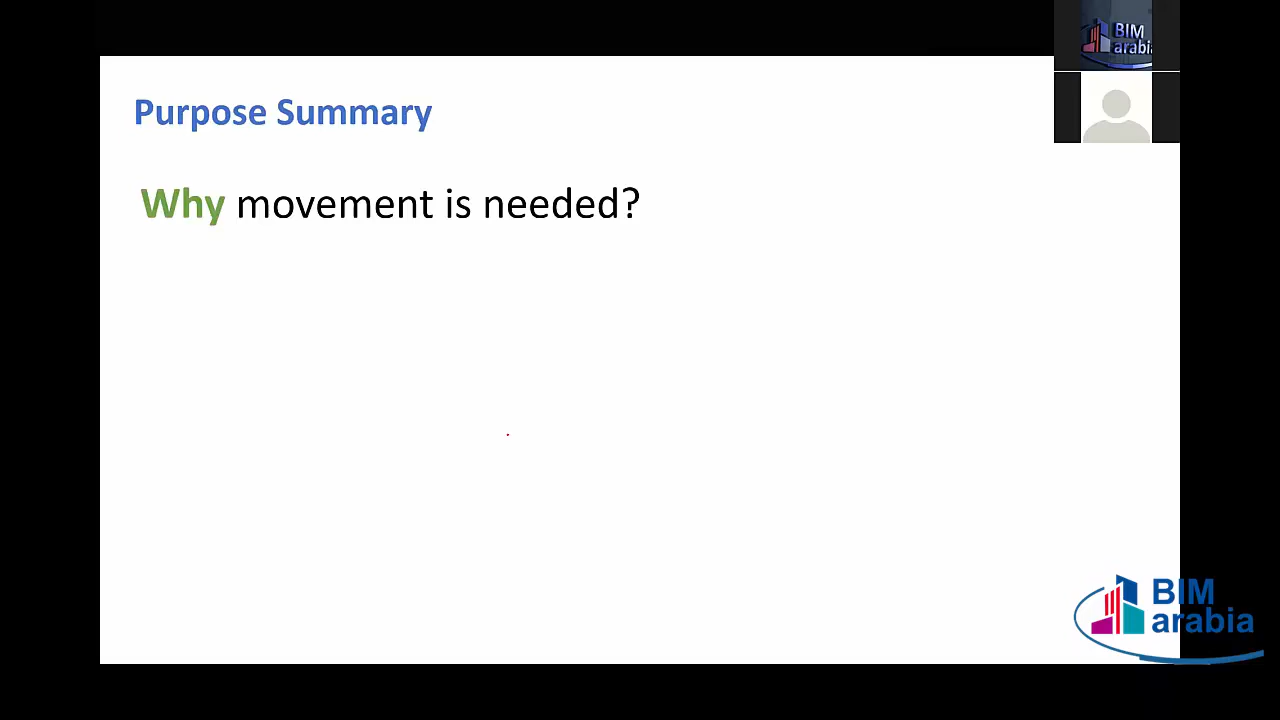 BIM
arabia
Purpose Summary
Why movement is needed?
BIM
arabia